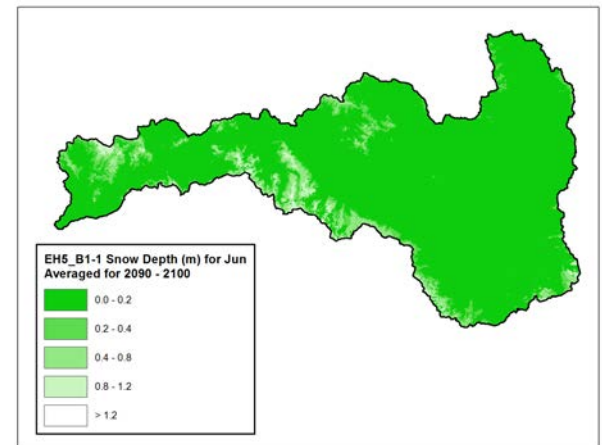 EH5_B1-1 Snow Depth (m) for Jun
Averaged for 2090 - 2100
0.0 - 0.2
0.2 - 0.4
0.4 - 0.8
0.8 - 1.2
> 1.2